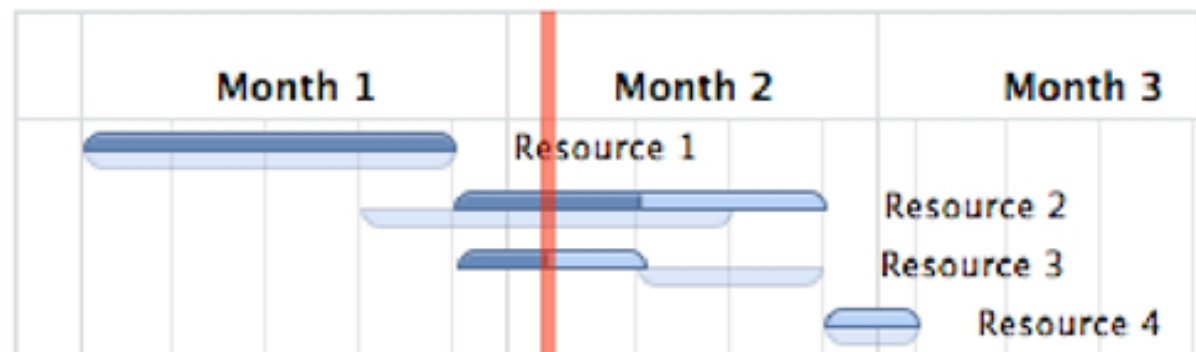 Month 1 Month 2 Month 3
Resource 1
Resource 2
Resource 3
Resource 4